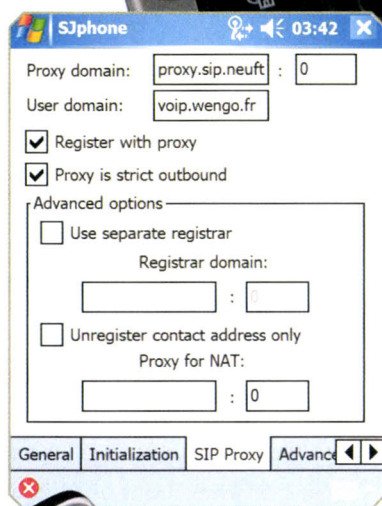 SJphone 03:42
Proxy domain: proxy.sip.neuft : 0
User domain: voip.wengo.fr
Register with proxy
Proxy is strict outbound
Advanced options
Use separate registrar
Registrar domain:
: 0
Unregister contact address only
Proxy for NAT:
: 0
General Initialization SIP Proxy Advance